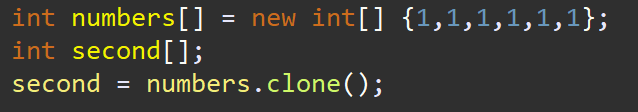 int numbers[] = new int[] {1,1,1,1,1,1};
int second[];
second = numbers.clone();